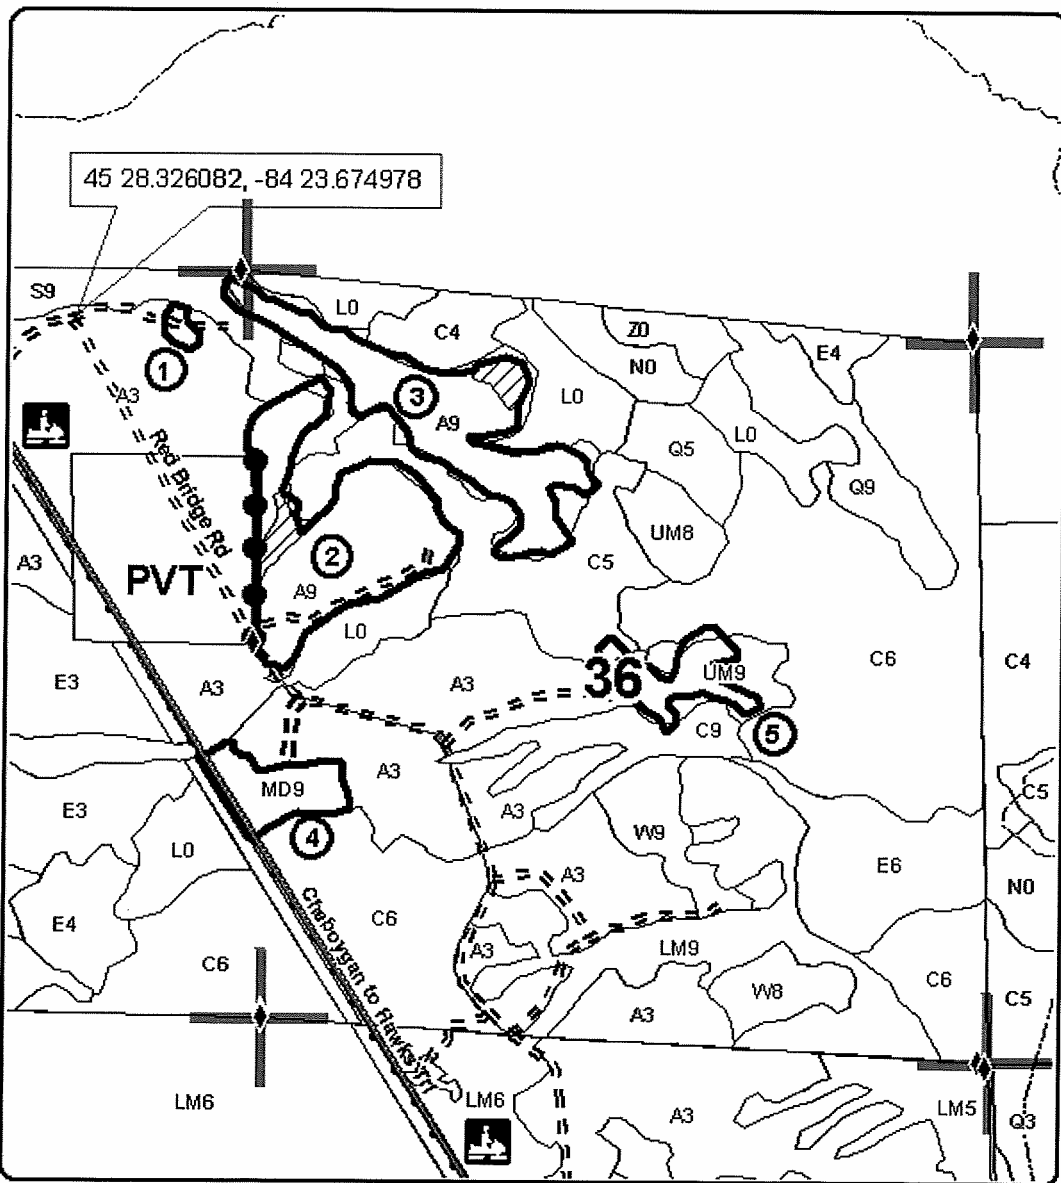 45 28.326082, -84 23.674978
S9
L0
C4
Z0
N0
E4
1
A3
3
A9
L0
L0
Q5
Q9
Red Bridge Rd
UM8
A3
PVT
2
A9
C5
L0
E3
A3
A3
36
UM9
C6
C4
C9
5
MD9
A3
E3
4
A3
W9
C5
L0
A3
E6
N0
E4
C6
Cheboygan to Hawks Trl
A3
LM9
C6
W8
C6
C5
A3
LM6
LM6
A3
LM5
Q3